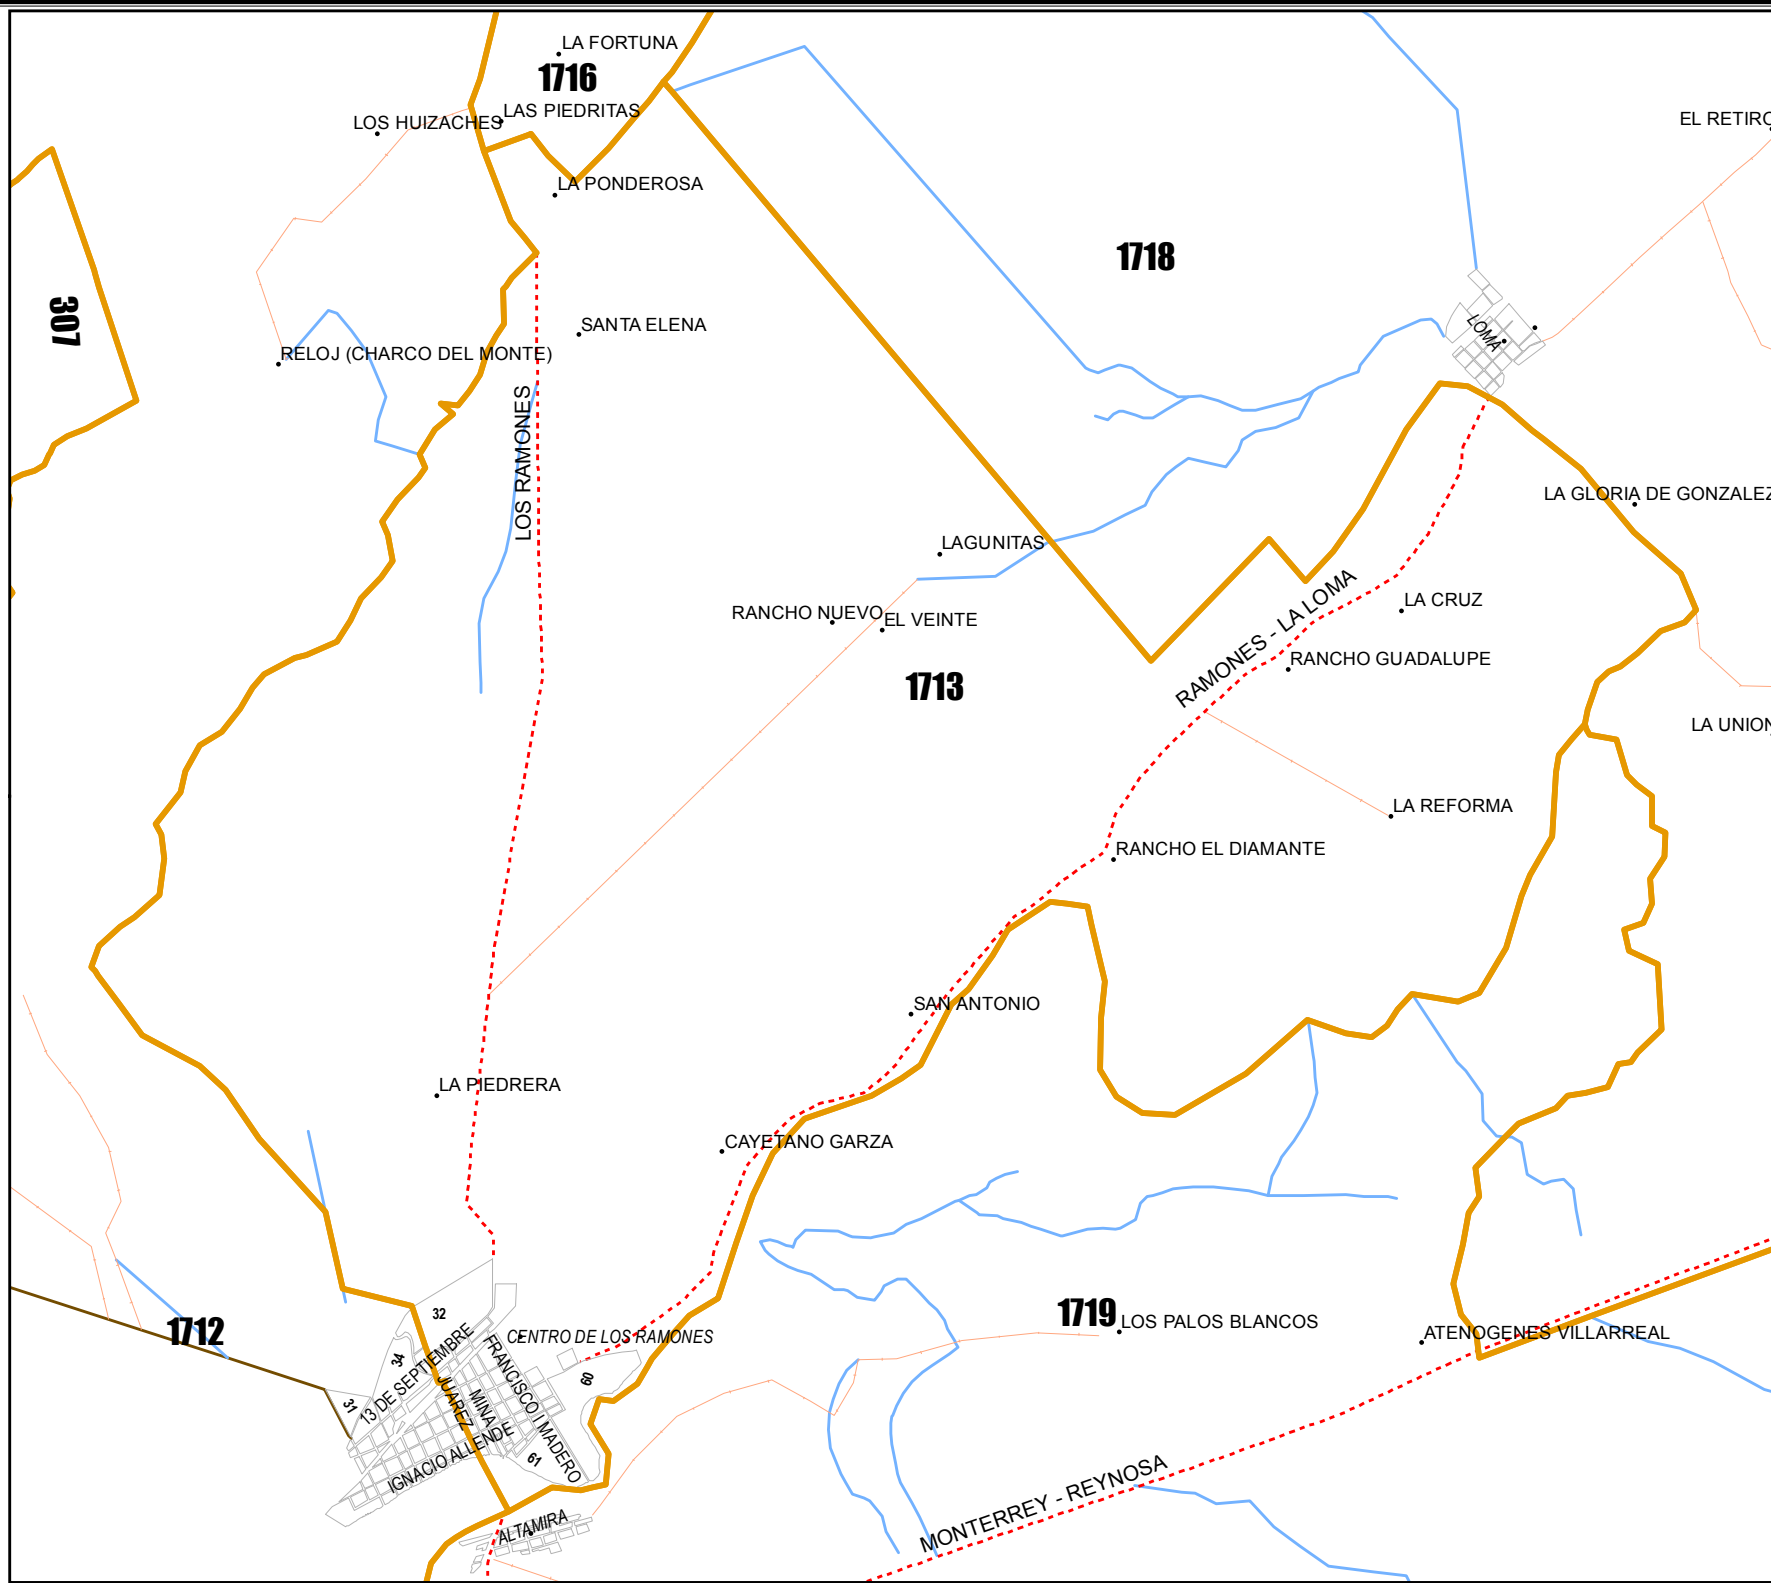 LA FORTUNA
1716
LAS PIEDRITAS
LOS HUIZACHES
EL RETIRO
LA PONDEROSA
1718
307
SANTA ELENA
LOMA
RELOJ (CHARCO DEL MONTE)
LOS RAMONES
LA GLORIA DE GONZALEZ
LAGUNITAS
RAMONES - LA LOMA
LA CRUZ
RANCHO NUEVO
EL VEINTE
RANCHO GUADALUPE
1713
LA UNION
LA REFORMA
RANCHO EL DIAMANTE
SAN ANTONIO
LA PIEDRERA
CAYETANO GARZA
1712
32
CENTRO DE LOS RAMONES
1719
LOS PALOS BLANCOS
ATENOGENES VILLARREAL
34
13 DE SEPTIEMBRE
FRANCISCO I MADERO
60
31
JUAREZ
MINA
IGNACIO ALLENDE
61
ALTAMIRA
MONTERREY - REYNOSA